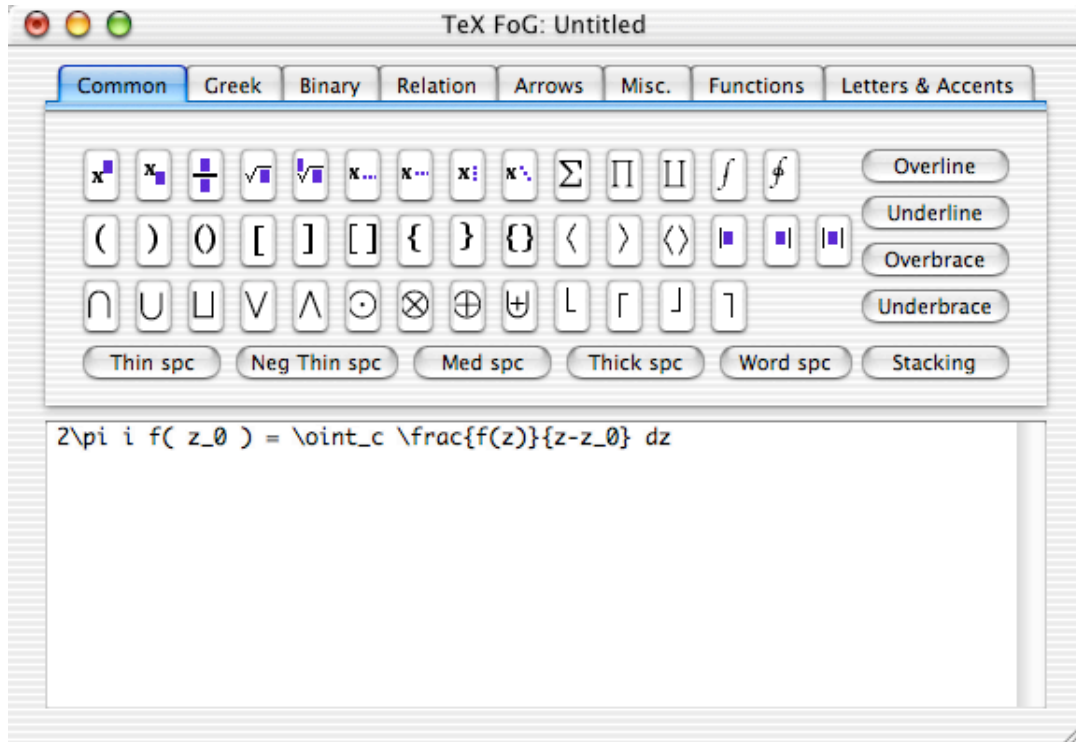 TeX FoG: Untitled
Common Greek Binary Relation Arrows Misc. Functions Letters & Accents
x x √ √ x... x⋯ x⋮ x⋱ ∑ ∏ ∐ ∫ ∮ Overline
( ) () [ ] [] { } {} ⟨ ⟩ ⟨⟩ | | || Underline
Overbrace
⋂ ⋃ ⨆ ⋁ ⋀ ⨀ ⨂ ⨁ ⨄ ⌊ ⌈ ⌋ ⌉ Underbrace
Thin spc Neg Thin spc Med spc Thick spc Word spc Stacking
2\pi i f( z_0 ) = \oint_c \frac{f(z)}{z-z_0} dz